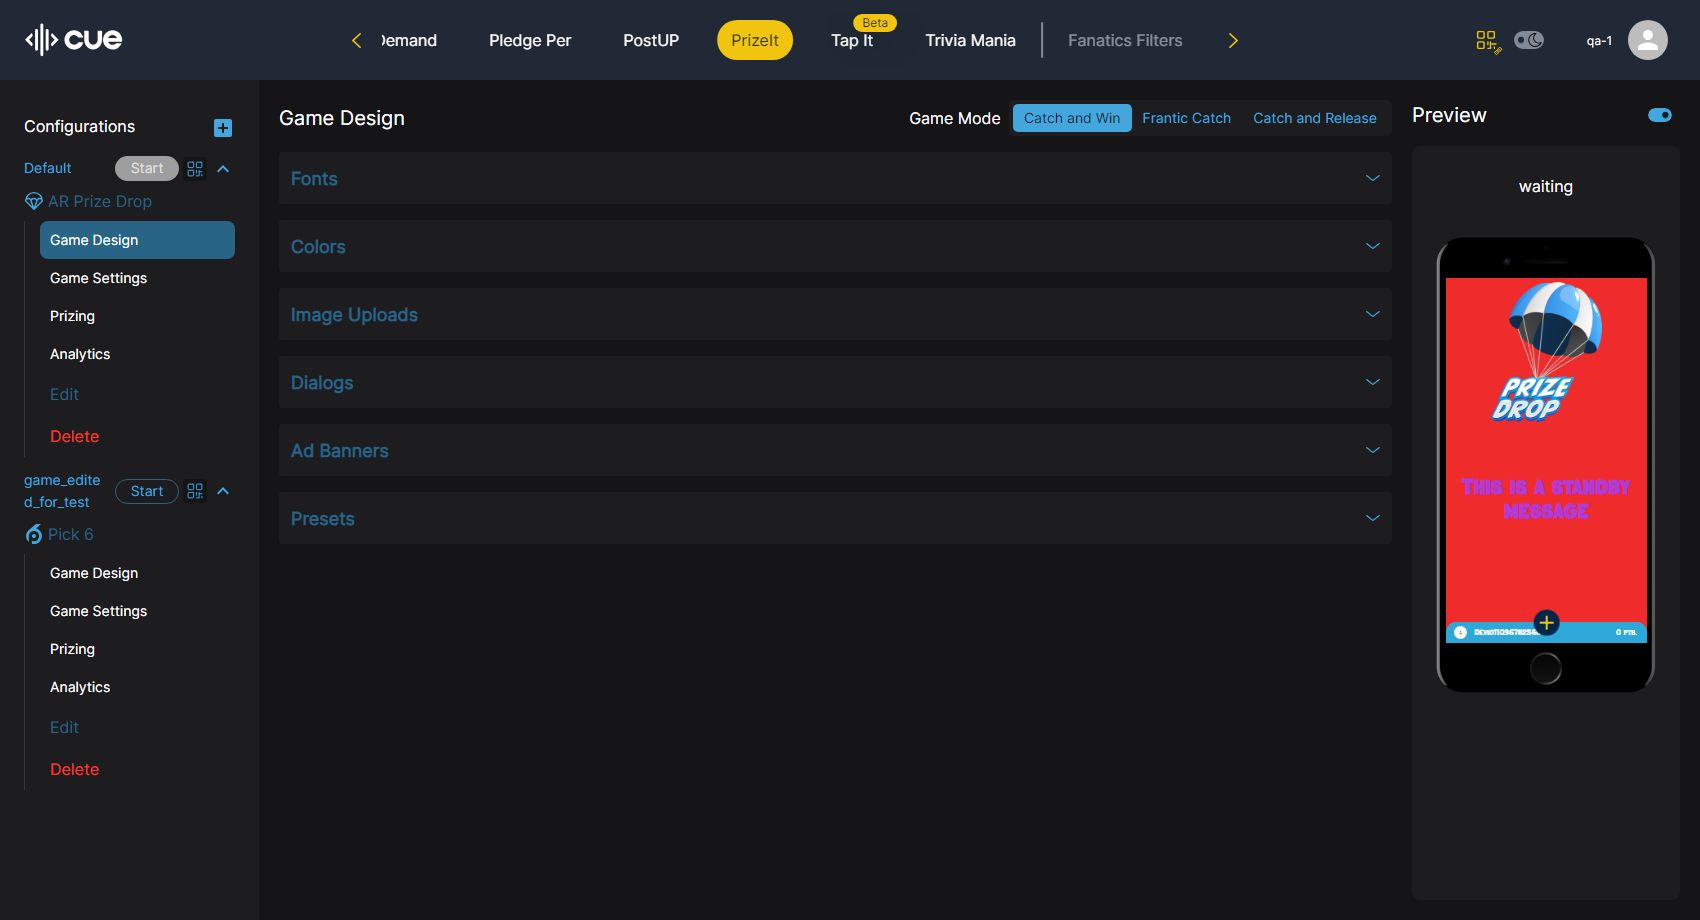 cue
Demand
Pledge Per
PostUP
PrizeIt
Beta
Tap It
Trivia Mania
Fanatics Filters
qa-1
Configurations
Default
Start
AR Prize Drop
Game Design
Game Settings
Prizing
Analytics
Edit
Delete
game_edite
d_for_test
Start
Pick 6
Game Design
Game Settings
Prizing
Analytics
Edit
Delete
Game Design
Game Mode
Catch and Win
Frantic Catch
Catch and Release
Fonts
Colors
Image Uploads
Dialogs
Ad Banners
Presets
Preview
waiting
PRIZE
DROP
THIS IS A STANDBY
MESSAGE
0 PTS.